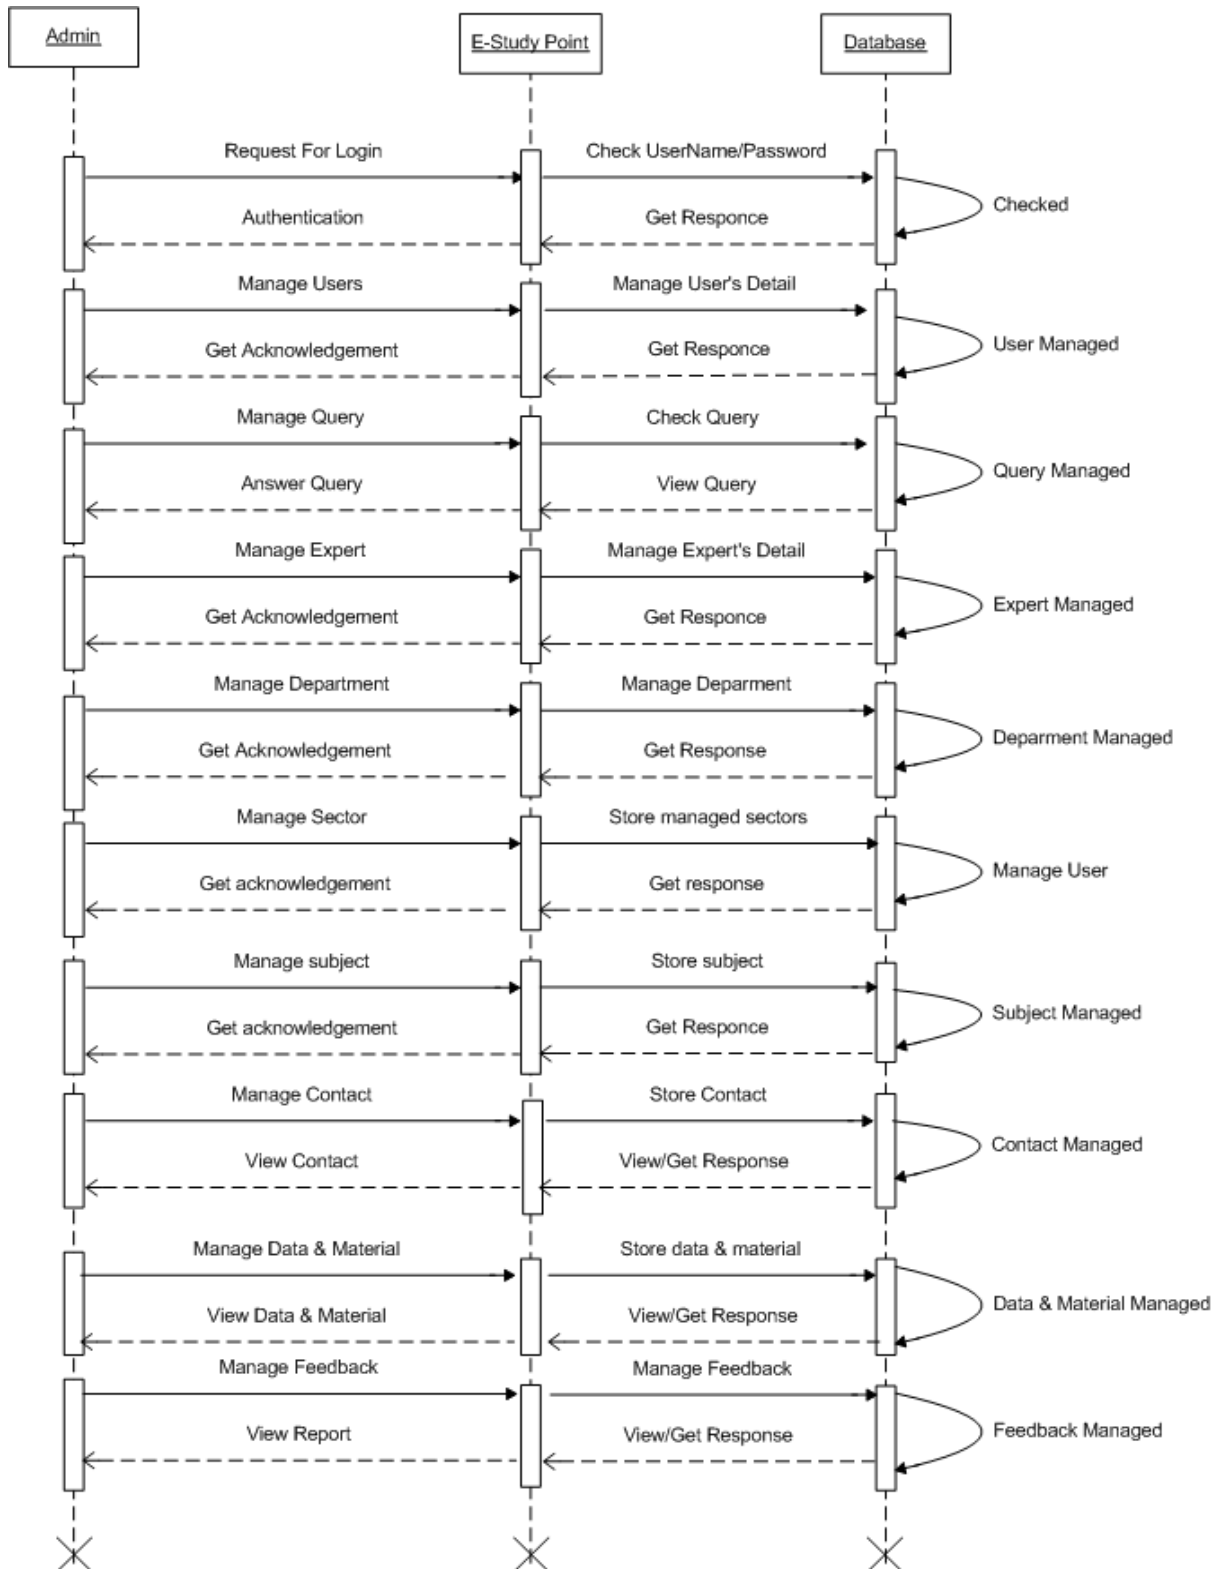 Admin
E-Study Point
Database
Request For Login
Check UserName/Password
Checked
Authentication
Get Responce
Manage Users
Manage User's Detail
User Managed
Get Acknowledgement
Get Responce
Manage Query
Check Query
Query Managed
Answer Query
View Query
Manage Expert
Manage Expert's Detail
Expert Managed
Get Acknowledgement
Get Responce
Manage Department
Manage Deparment
Deparment Managed
Get Acknowledgement
Get Response
Manage Sector
Store managed sectors
Manage User
Get acknowledgement
Get response
Manage subject
Store subject
Subject Managed
Get acknowledgement
Get Responce
Manage Contact
Store Contact
Contact Managed
View Contact
View/Get Response
Manage Data & Material
Store data & material
Data & Material Managed
View Data & Material
View/Get Response
Manage Feedback
Manage Feedback
Feedback Managed
View Report
View/Get Response